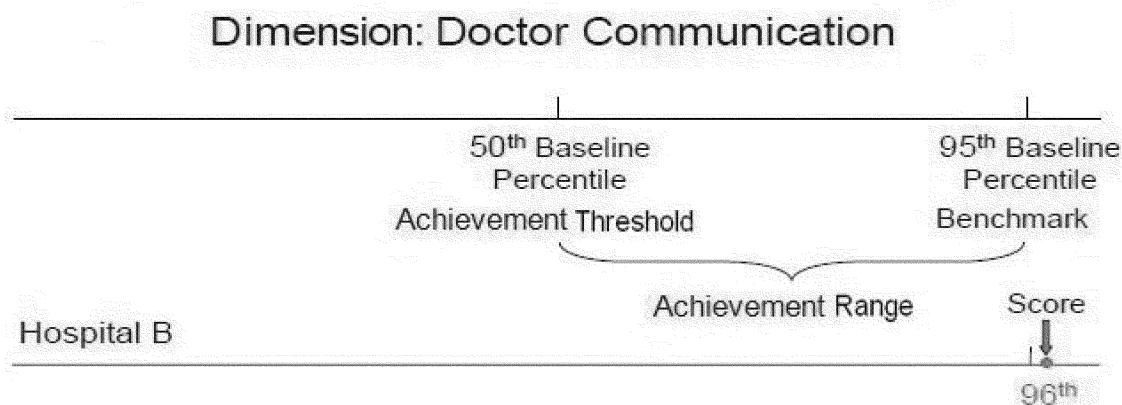 Dimension: Doctor Communication
50th Baseline Percentile
95th Baseline Percentile
Achievement Threshold
Benchmark
Achievement Range
Score
Hospital B
96th